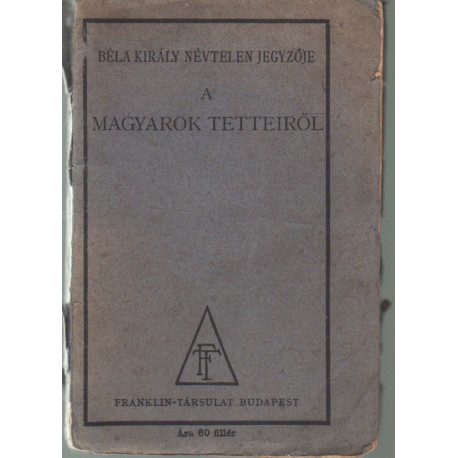 BÉLA KIRÁLY NÉVTELEN JEGYZŐJE
A
MAGYAROK TETTEIRŐL
FT
FRANKLIN-TÁRSULAT BUDAPEST
Ára 60 fillér